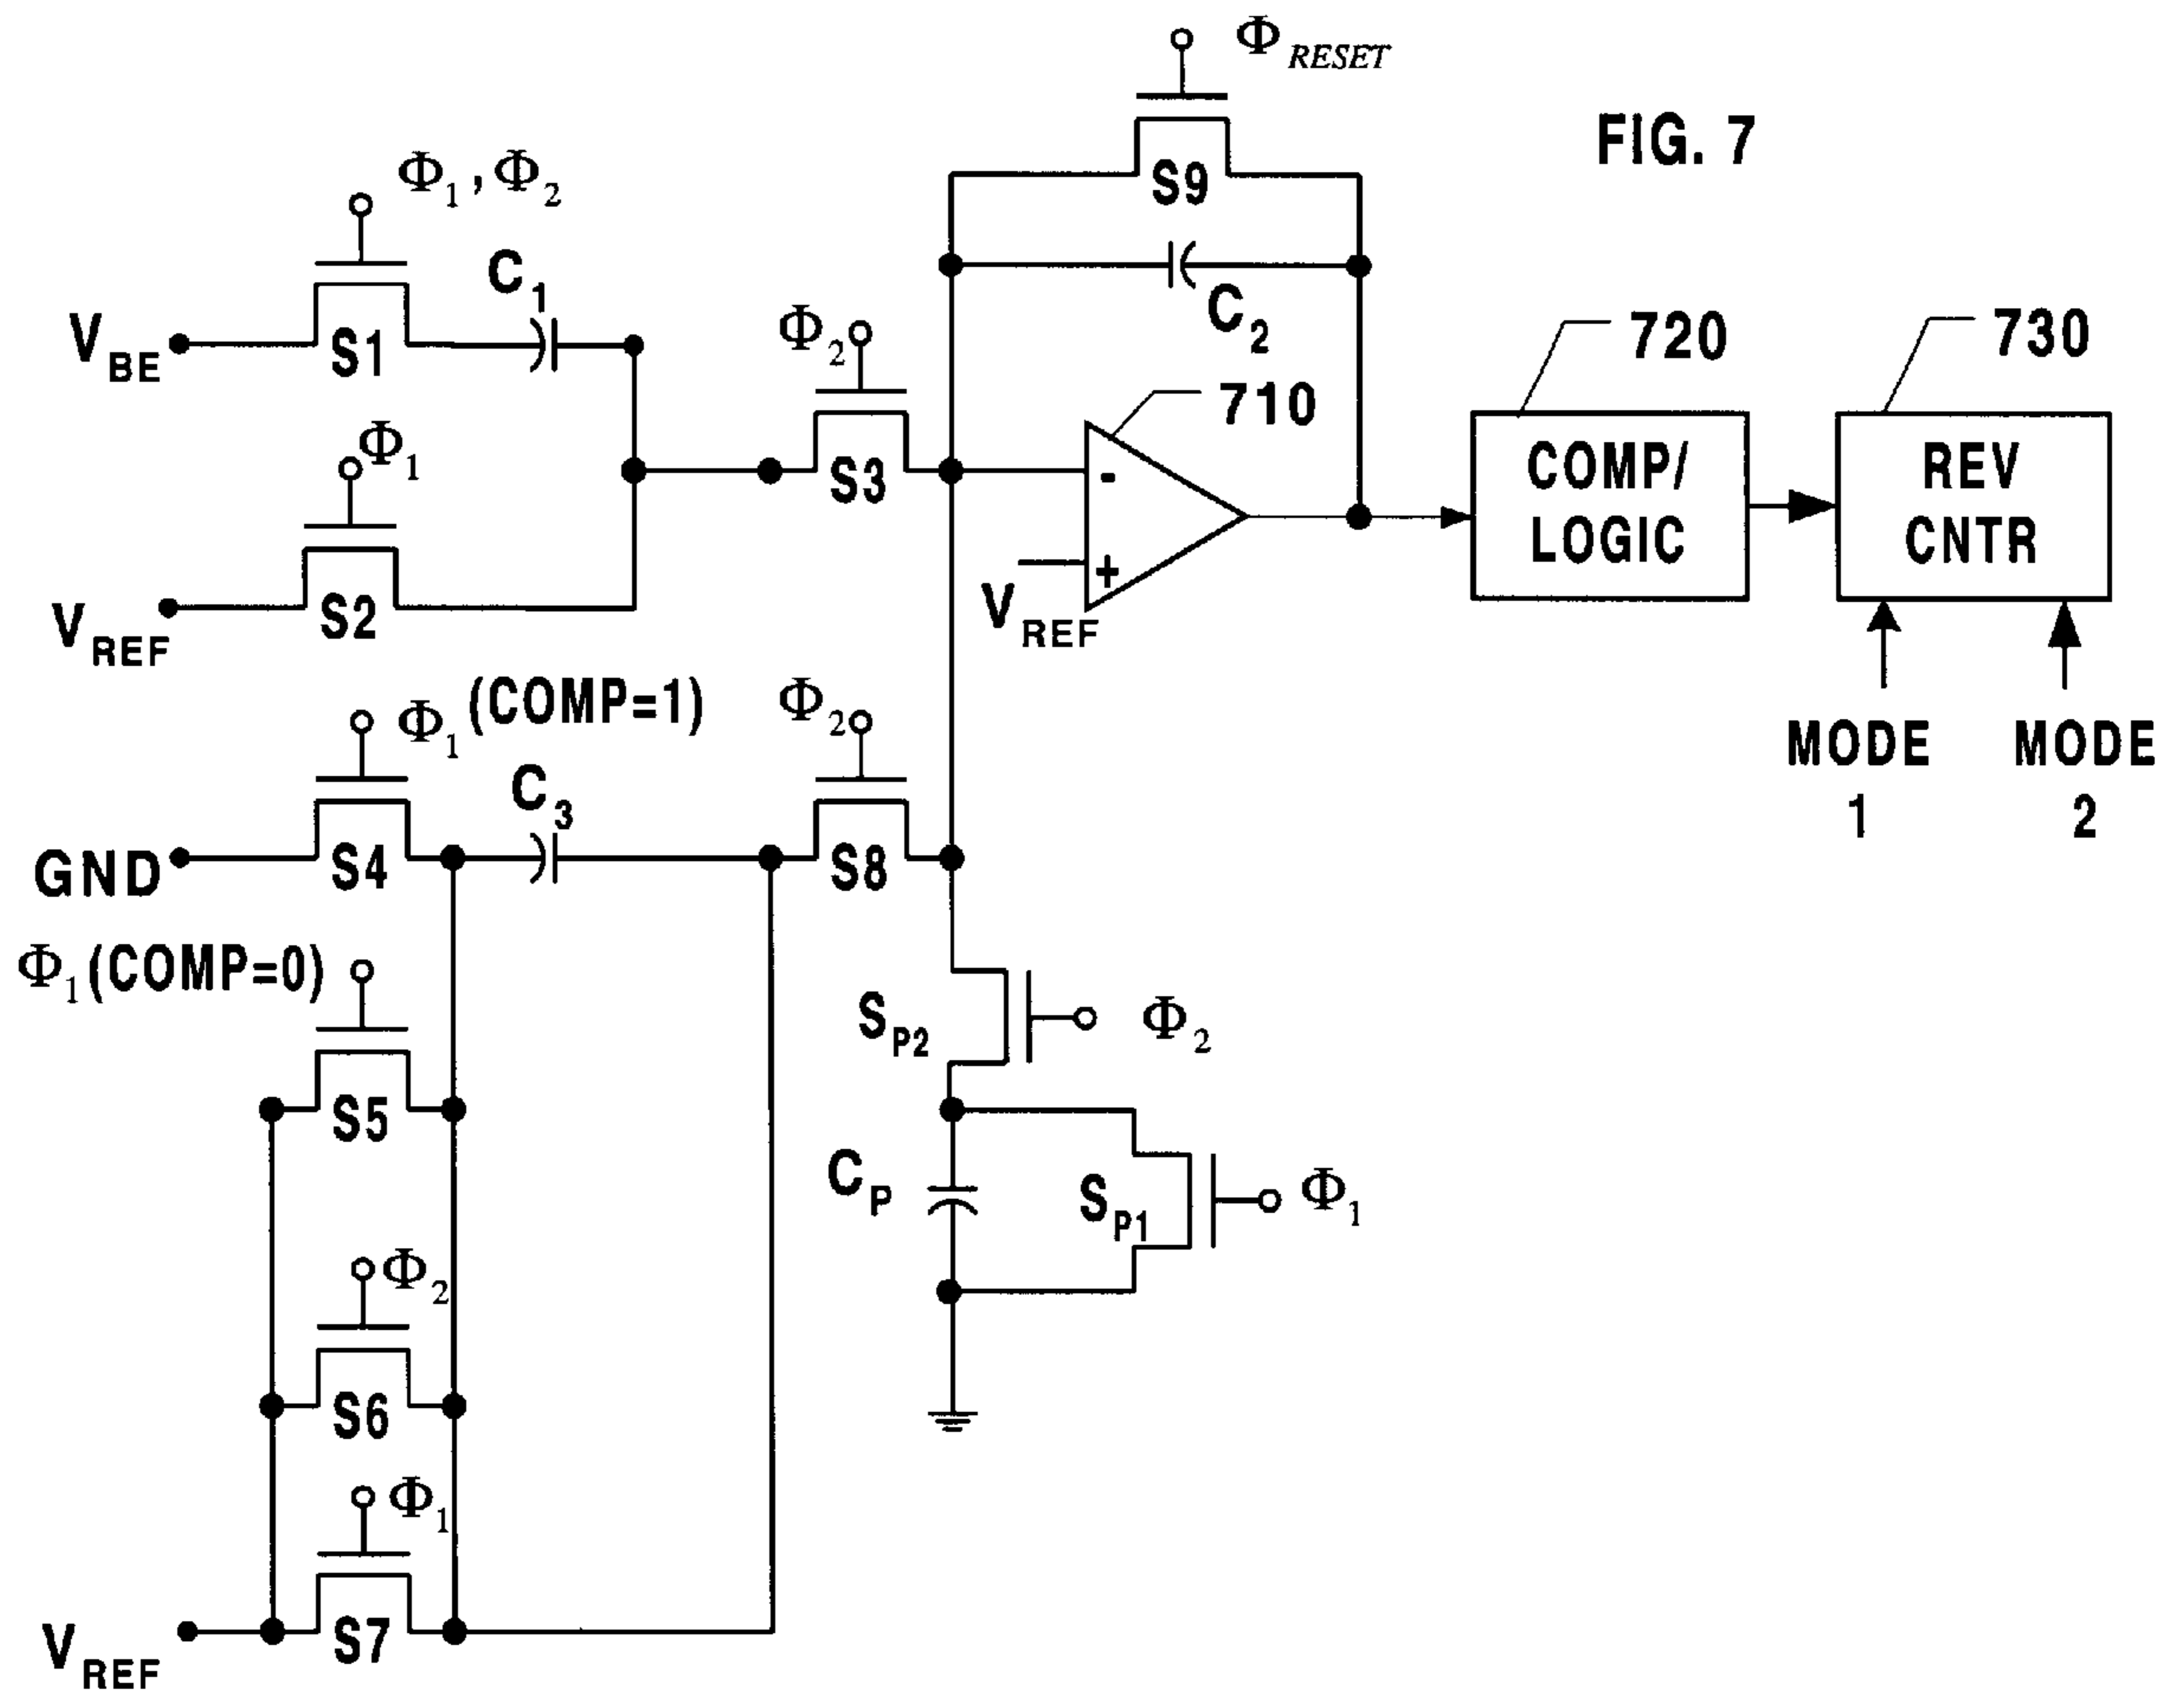 Φ RESET
FIG. 7
Φ1, Φ2
C1
VBE
S1
S9
C2
Φ2
S3
710
720
730
COMP/
LOGIC
REV
CNTR
Φ1
VREF
S2
-
+
VREF
MODE
1
MODE
2
Φ1 (COMP=1)
C3
Φ2
GND
S4
S8
Φ1 (COMP=0)
S5
SP2
Φ2
CP
SP1
Φ1
Φ2
S6
Φ1
VREF
S7